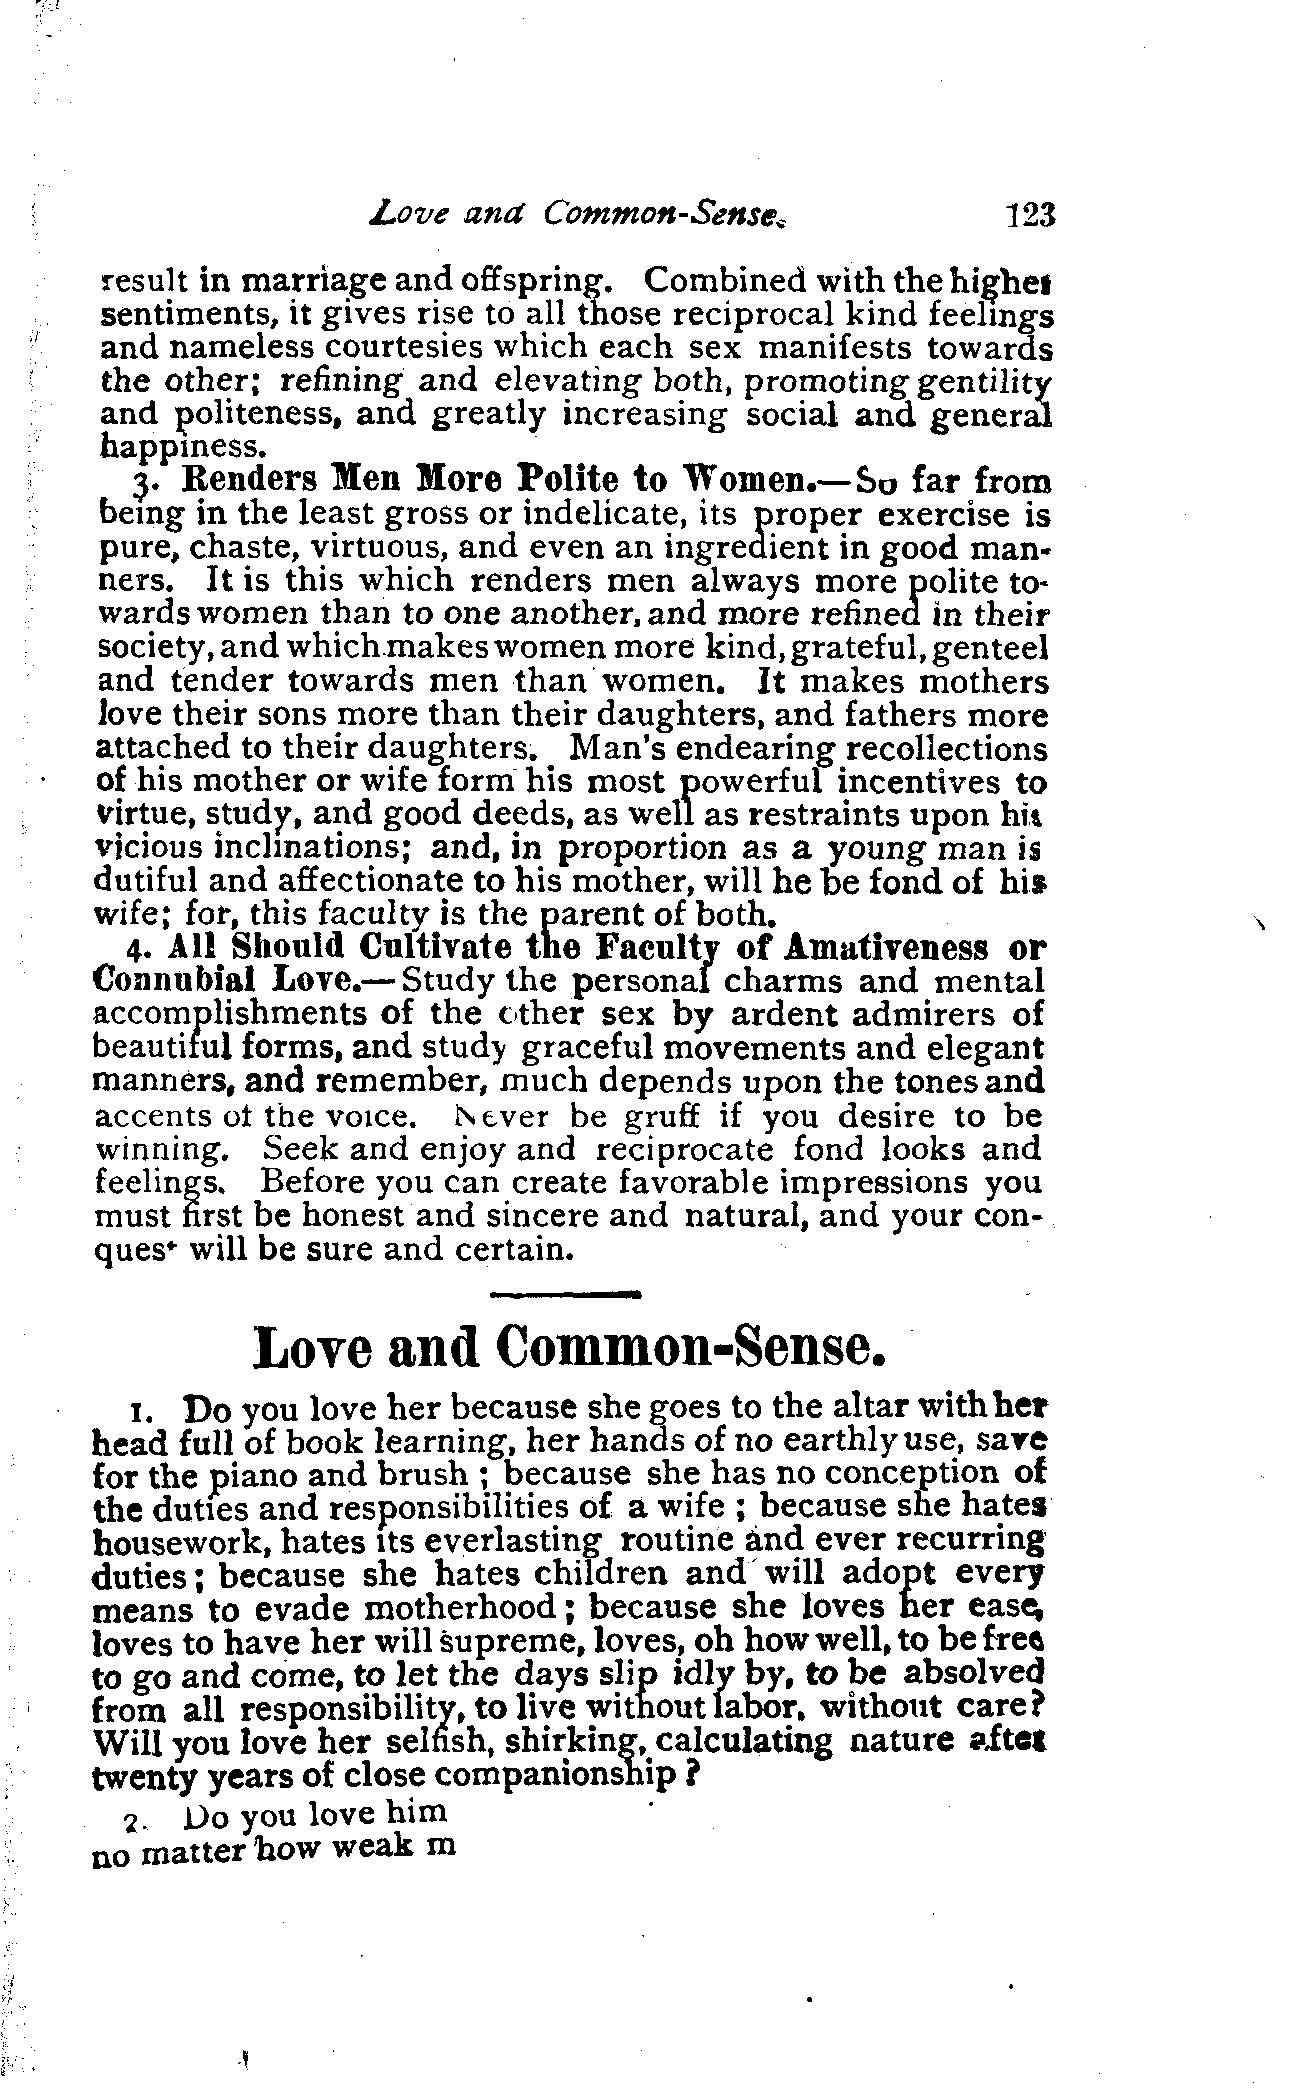 Love and Common-Sense. 123
result in marriage and offspring. Combined with the higher
sentiments, it gives rise to all those reciprocal kind feelings
and nameless courtesies which each sex manifests towards
the other; refining and elevating both, promoting gentility
and politeness, and greatly increasing social and general
happiness.
3. Renders Men More Polite to Women.—So far from
being in the least gross or indelicate, its proper exercise is
pure, chaste, virtuous, and even an ingredient in good man-
ners. It is this which renders men always more polite to-
wards women than to one another, and more refined in their
society, and which makes women more kind, grateful, genteel
and tender towards men than women. It makes mothers
love their sons more than their daughters, and fathers more
attached to their daughters. Man's endearing recollections
of his mother or wife form his most powerful incentives to
virtue, study, and good deeds, as well as restraints upon his
vicious inclinations; and, in proportion as a young man is
dutiful and affectionate to his mother, will he be fond of his
wife; for, this faculty is the parent of both.
4. All Should Cultivate the Faculty of Amativeness or
Connubial Love.—Study the personal charms and mental
accomplishments of the other sex by ardent admirers of
beautiful forms, and study graceful movements and elegant
manners, and remember, much depends upon the tones and
accents of the voice. Never be gruff if you desire to be
winning. Seek and enjoy and reciprocate fond looks and
feelings. Before you can create favorable impressions you
must first be honest and sincere and natural, and your con-
quest will be sure and certain.
Love and Common-Sense.
1. Do you love her because she goes to the altar with her
head full of book learning, her hands of no earthly use, save
for the piano and brush ; because she has no conception of
the duties and responsibilities of a wife ; because she hates
housework, hates its everlasting routine and ever recurring
duties ; because she hates children and will adopt every
means to evade motherhood ; because she loves her ease,
loves to have her will supreme, loves, oh how well, to be free
to go and come, to let the days slip idly by, to be absolved
from all responsibility, to live without labor, without care?
Will you love her selfish, shirking, calculating nature after
twenty years of close companionship ?
2. Do you love him
no matter how weak m